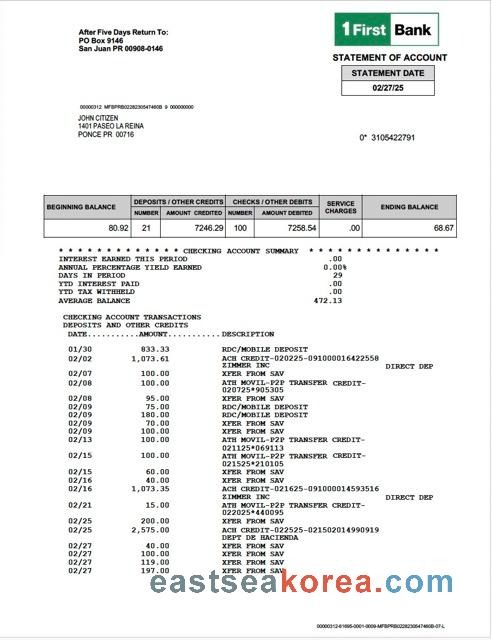 After Five Days Return To:
PO Box 9146
San Juan PR 00908-0146
1 First Bank
STATEMENT OF ACCOUNT
STATEMENT DATE
02/27/25
00000312 MFBPRB0228230547460B 9 000000000
JOHN CITIZEN
1401 PASEO LA REINA
PONCE PR 00716
0* 3105422791
BEGINNING BALANCE DEPOSITS / OTHER CREDITS CHECKS / OTHER DEBITS SERVICE CHARGES ENDING BALANCE
NUMBER AMOUNT CREDITED NUMBER AMOUNT DEBITED
80.92 21 7246.29 100 7258.54 .00 68.67
* * * * * * * * * * * * * CHECKING ACCOUNT SUMMARY * * * * * * * * * * * * * *
INTEREST EARNED THIS PERIOD .00
ANNUAL PERCENTAGE YIELD EARNED 0.00%
DAYS IN PERIOD 29
YTD INTEREST PAID .00
YTD TAX WITHHELD .00
AVERAGE BALANCE 472.13
CHECKING ACCOUNT TRANSACTIONS
DEPOSITS AND OTHER CREDITS
DATE...........AMOUNT..........DESCRIPTION
01/30 833.33 RDC/MOBILE DEPOSIT
02/02 1,073.61 ACH CREDIT-020225-091000016422558
ZIMMER INC DIRECT DEP
02/07 100.00 XFER FROM SAV
02/08 100.00 ATH MOVIL-P2P TRANSFER CREDIT-
020725*905305
02/08 95.00 XFER FROM SAV
02/09 75.00 RDC/MOBILE DEPOSIT
02/09 180.00 RDC/MOBILE DEPOSIT
02/09 70.00 XFER FROM SAV
02/09 100.00 XFER FROM SAV
02/13 100.00 ATH MOVIL-P2P TRANSFER CREDIT-
021125*069113
02/15 100.00 ATH MOVIL-P2P TRANSFER CREDIT-
021525*210105
02/15 60.00 XFER FROM SAV
02/16 40.00 XFER FROM SAV
02/16 1,073.35 ACH CREDIT-021625-091000014593516
ZIMMER INC DIRECT DEP
02/21 15.00 ATH MOVIL-P2P TRANSFER CREDIT-
022025*440095
02/25 200.00 XFER FROM SAV
02/25 2,575.00 ACH CREDIT-022525-021502014990919
DEPT DE HACIENDA
02/27 40.00 XFER FROM SAV
02/27 100.00 XFER FROM SAV
02/27 119.00 XFER FROM SAV
02/27 197.00 XFER FROM SAV
eastseakorea.com
00000312-61695-0001-0009-MFBPRB0228230547460B-07-L